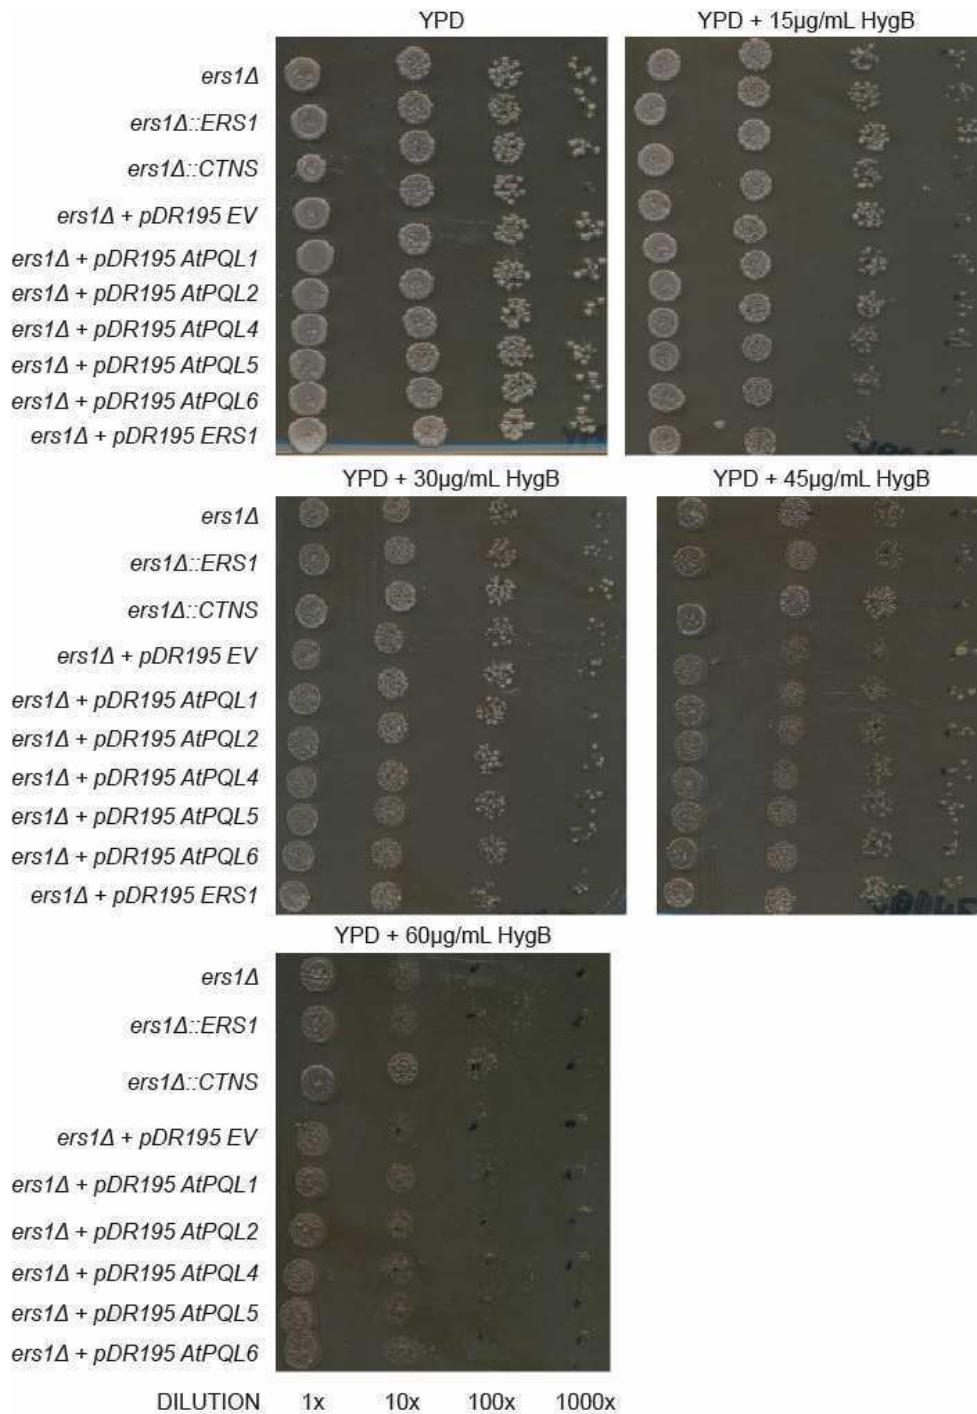 YPD
YPD + 15µg/mL HygB
ers1Δ
ers1Δ::ERS1
ers1Δ::CTNS
ers1Δ + pDR195 EV
ers1Δ + pDR195 AtPQL1
ers1Δ + pDR195 AtPQL2
ers1Δ + pDR195 AtPQL4
ers1Δ + pDR195 AtPQL5
ers1Δ + pDR195 AtPQL6
ers1Δ + pDR195 ERS1
YPD + 30µg/mL HygB
YPD + 45µg/mL HygB
ers1Δ
ers1Δ::ERS1
ers1Δ::CTNS
ers1Δ + pDR195 EV
ers1Δ + pDR195 AtPQL1
ers1Δ + pDR195 AtPQL2
ers1Δ + pDR195 AtPQL4
ers1Δ + pDR195 AtPQL5
ers1Δ + pDR195 AtPQL6
ers1Δ + pDR195 ERS1
YPD + 60µg/mL HygB
ers1Δ
ers1Δ::ERS1
ers1Δ::CTNS
ers1Δ + pDR195 EV
ers1Δ + pDR195 AtPQL1
ers1Δ + pDR195 AtPQL2
ers1Δ + pDR195 AtPQL4
ers1Δ + pDR195 AtPQL5
ers1Δ + pDR195 AtPQL6
DILUTION 1x 10x 100x 1000x